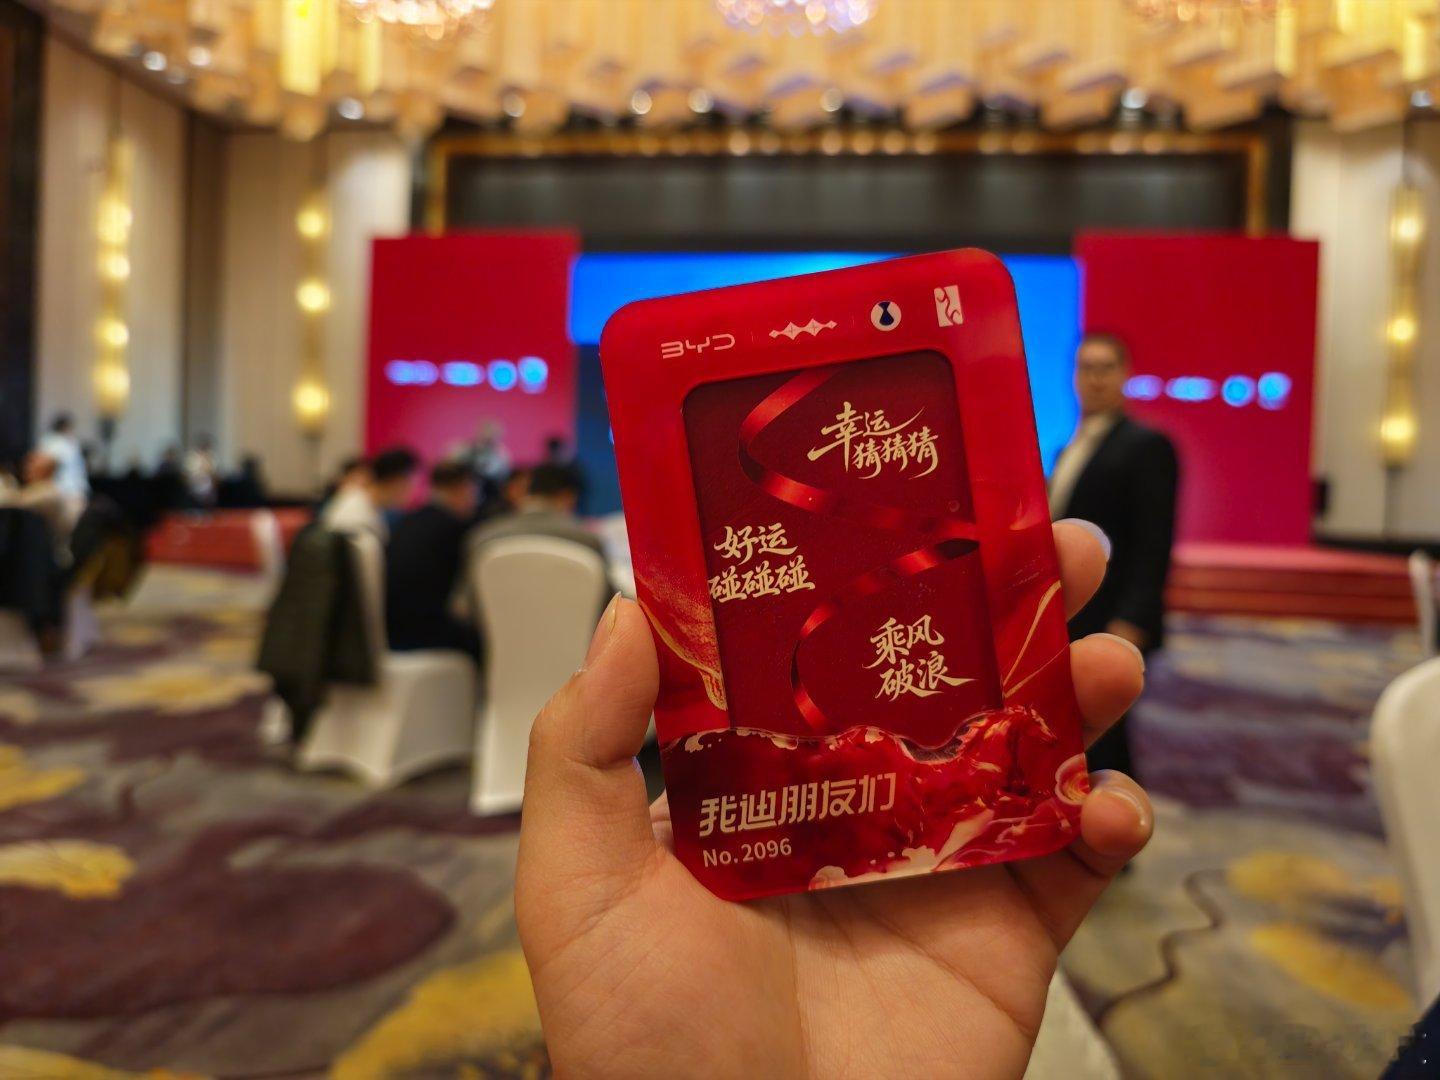 BYD
幸运
猜猜猜
好运
碰碰碰
乘风
破浪
我迪朋友们
No.2096